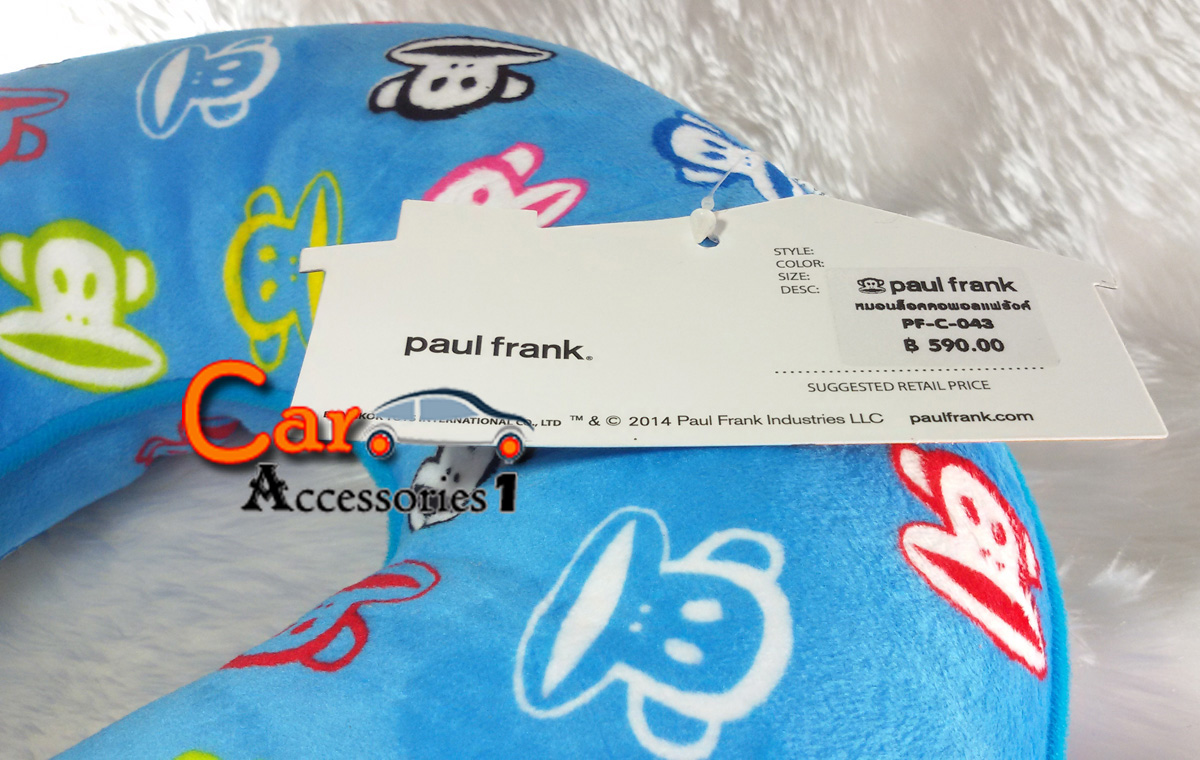 STYLE:
COLOR:
SIZE:
DESC:
paul frank
หมอนล็อคคอพอลแฟร้งค์
PF-C-043
฿ 590.00
paul frank®
SUGGESTED RETAIL PRICE
INTERNATIONAL CO., LTD ™ & © 2014 Paul Frank Industries LLC paulfrank.com
Car
Accessories 1